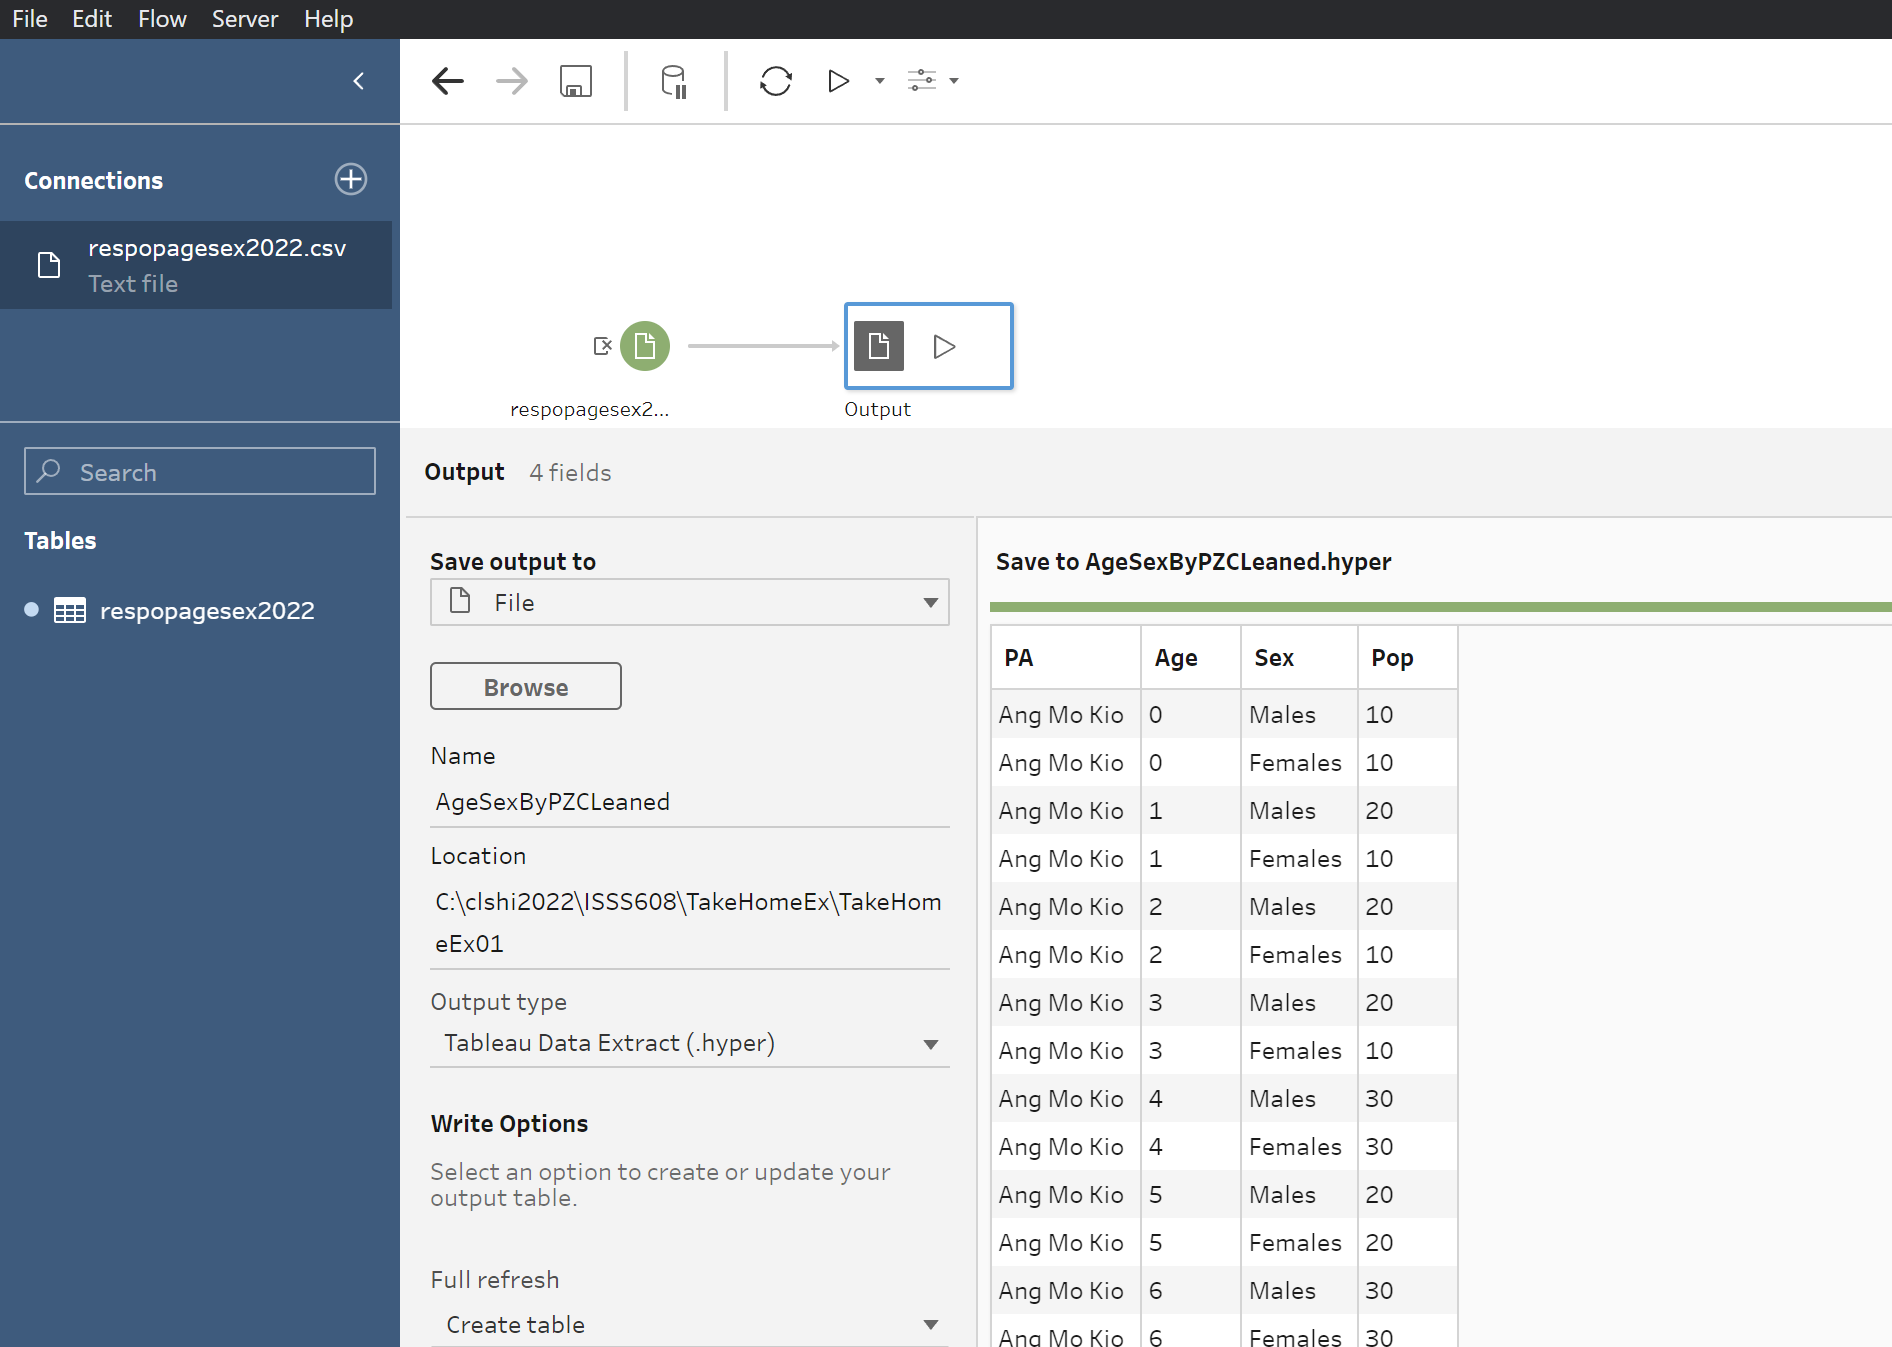 File Edit Flow Server Help
Connections
respopagesex2022.csv
Text file
Search
Tables
respopagesex2022
respopagesex2...
Output
Output 4 fields
Save output to
File
Browse
Name
AgeSexByPZCLeaned
Location
C:\clshi2022\ISSS608\TakeHomeEx\TakeHom
eEx01
Output type
Tableau Data Extract (.hyper)
Write Options
Select an option to create or update your
output table.
Full refresh
Create table
Save to AgeSexByPZCLeaned.hyper
PA Age Sex Pop
Ang Mo Kio 0 Males 10
Ang Mo Kio 0 Females 10
Ang Mo Kio 1 Males 20
Ang Mo Kio 1 Females 10
Ang Mo Kio 2 Males 20
Ang Mo Kio 2 Females 10
Ang Mo Kio 3 Males 20
Ang Mo Kio 3 Females 10
Ang Mo Kio 4 Males 30
Ang Mo Kio 4 Females 30
Ang Mo Kio 5 Males 20
Ang Mo Kio 5 Females 20
Ang Mo Kio 6 Males 30
Ang Mo Kio 6 Females 30